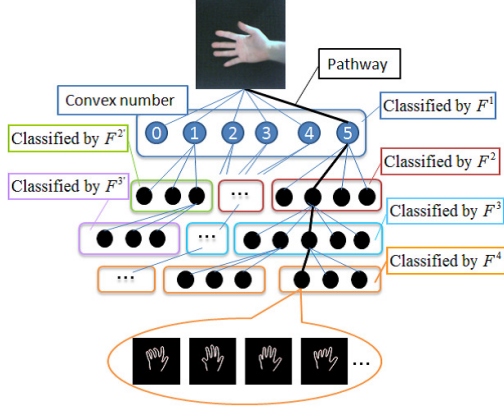 Pathway
Convex number
Classified by F¹
0 1 2 3 4 5
Classified by F²'
...
Classified by F²
Classified by F³'
...
Classified by F³
...
Classified by F⁴
...